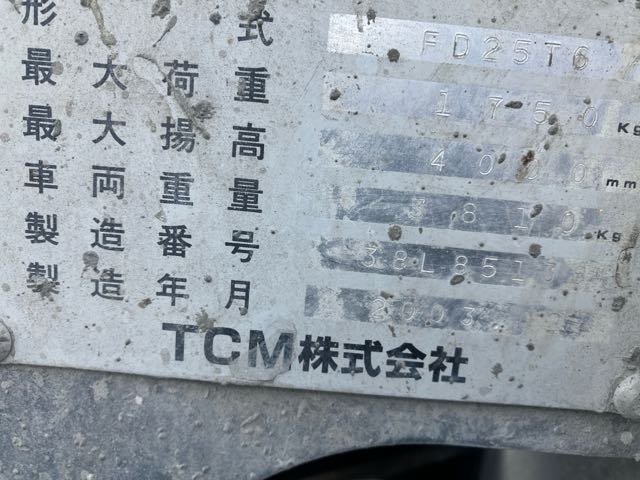 形式 FD25T6
最大荷重 1750 Kg
最大揚高 4000 mm
車両重量 3810 Kg
製造番号 38L851
製造年月 2003
TCM株式会社